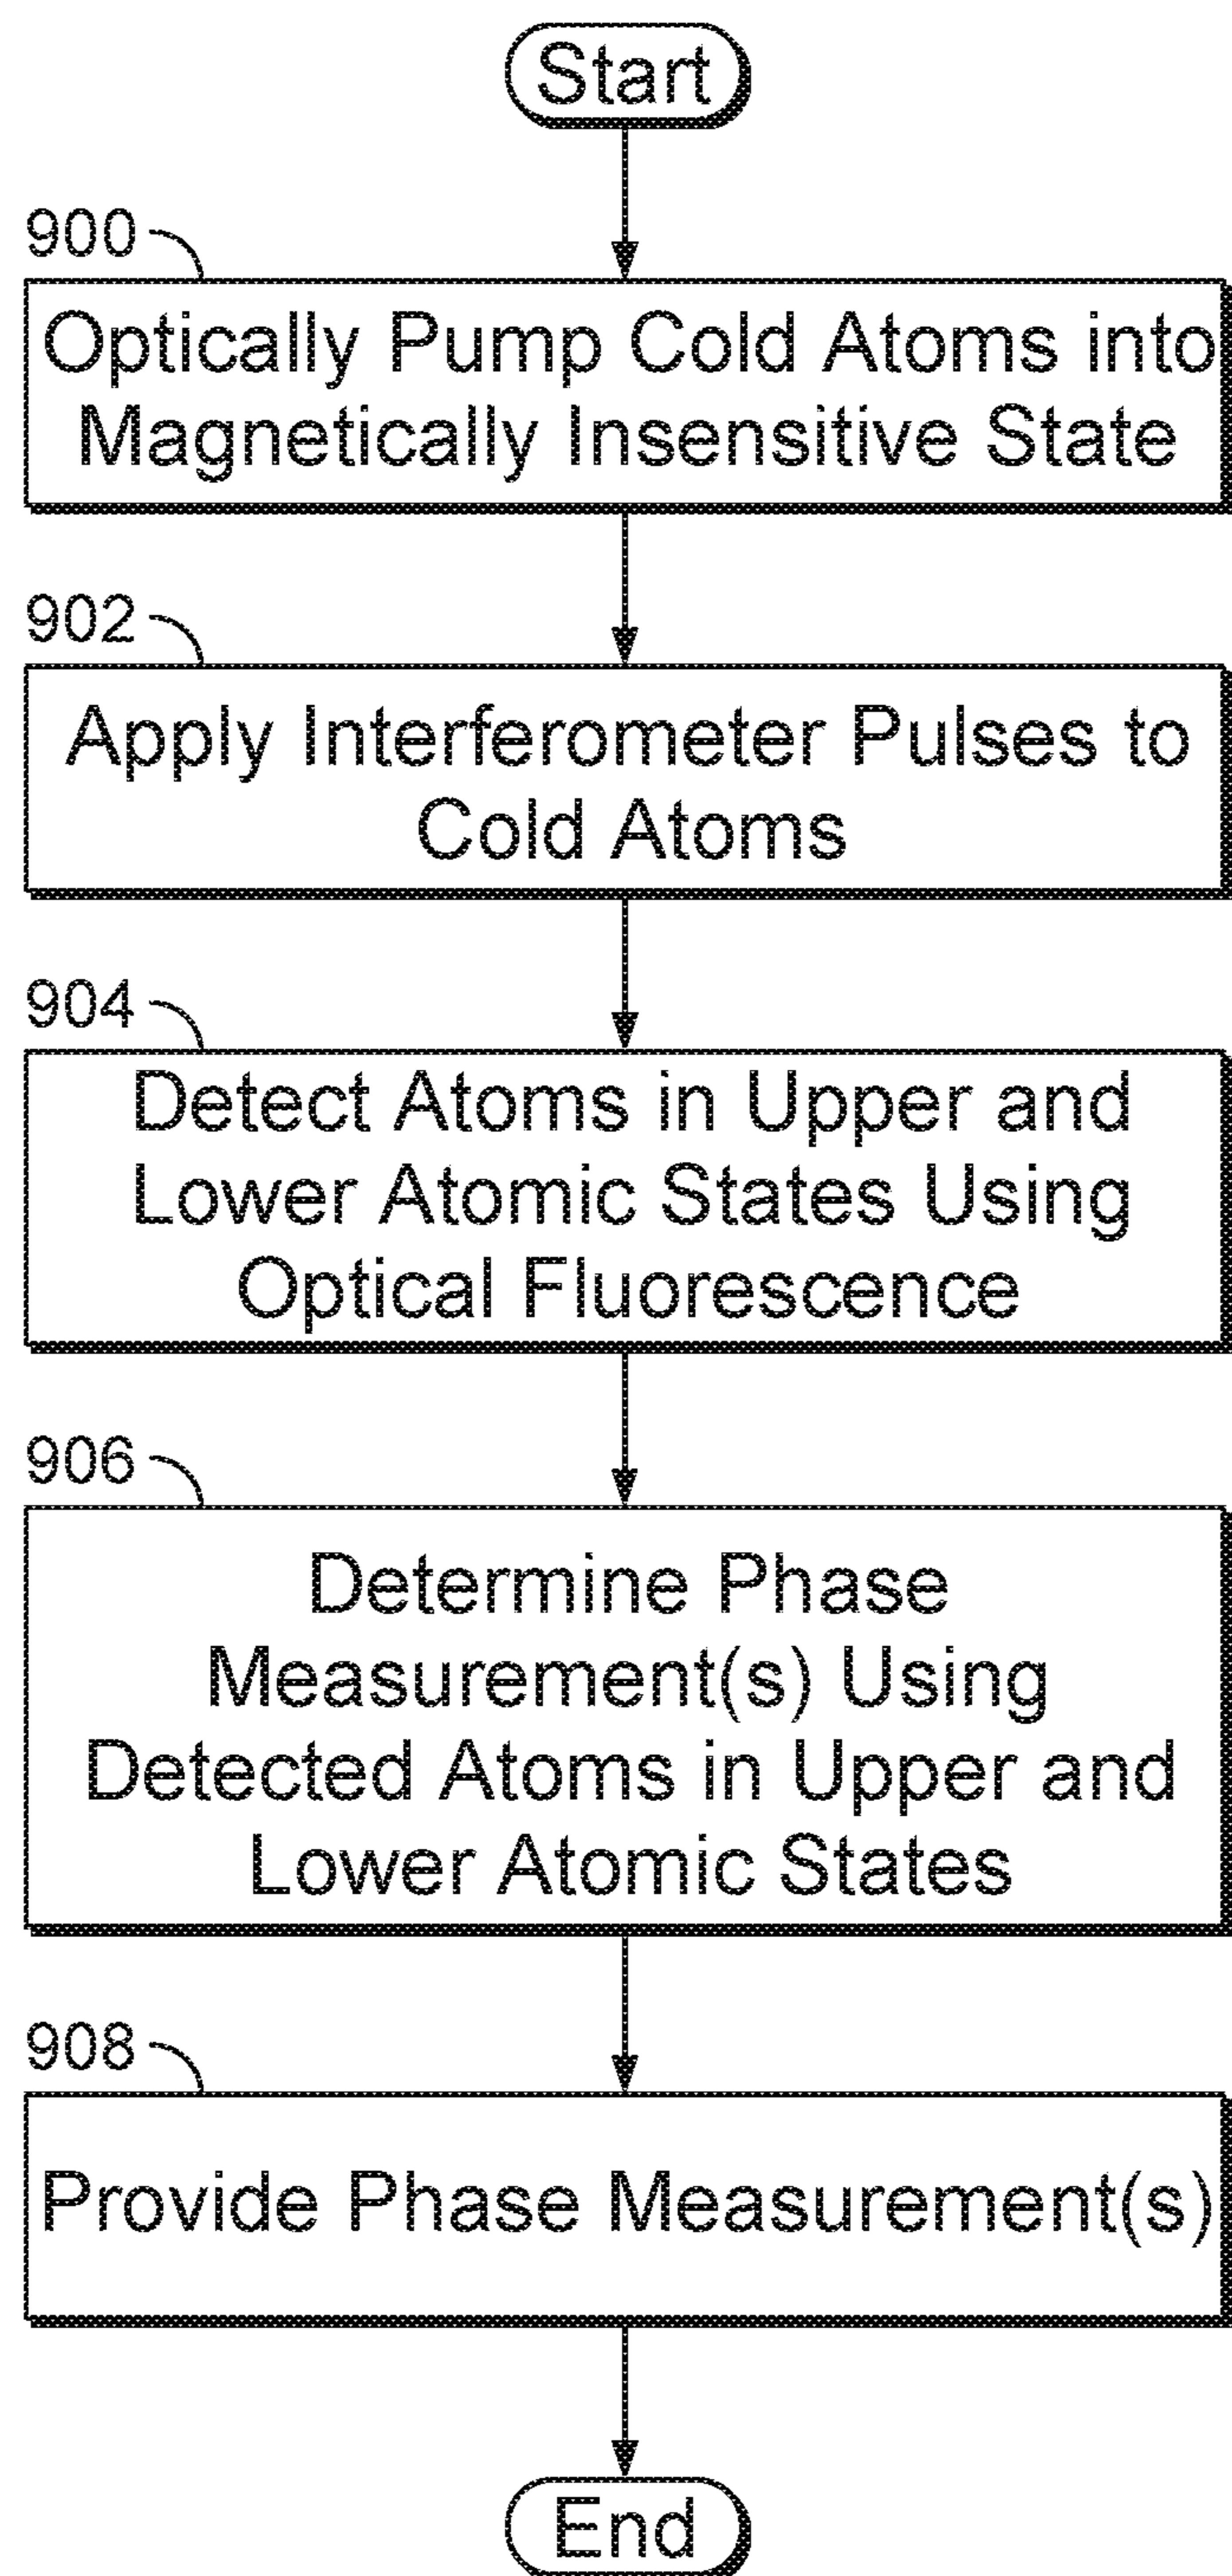 Start
900
Optically Pump Cold Atoms into
Magnetically Insensitive State
902
Apply Interferometer Pulses to
Cold Atoms
904
Detect Atoms in Upper and
Lower Atomic States Using
Optical Fluorescence
906
Determine Phase
Measurement(s) Using
Detected Atoms in Upper and
Lower Atomic States
908
Provide Phase Measurement(s)
End